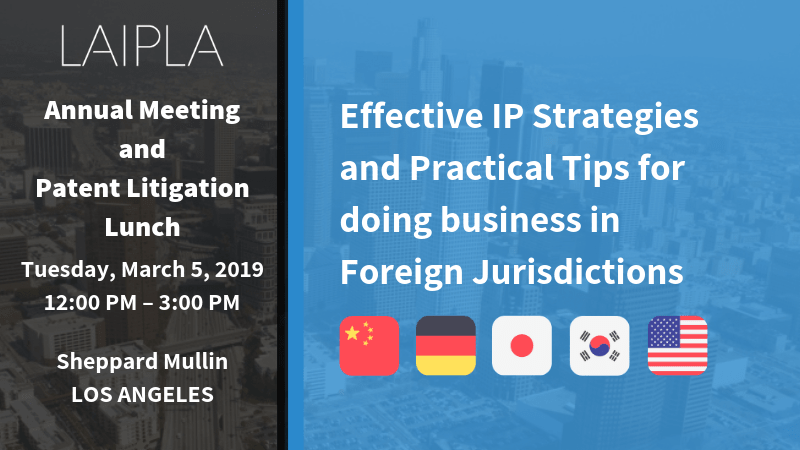 LAIPLA
Annual Meeting
and
Patent Litigation
Lunch
Tuesday, March 5, 2019
12:00 PM – 3:00 PM
Sheppard Mullin
LOS ANGELES
Effective IP Strategies
and Practical Tips for
doing business in
Foreign Jurisdictions